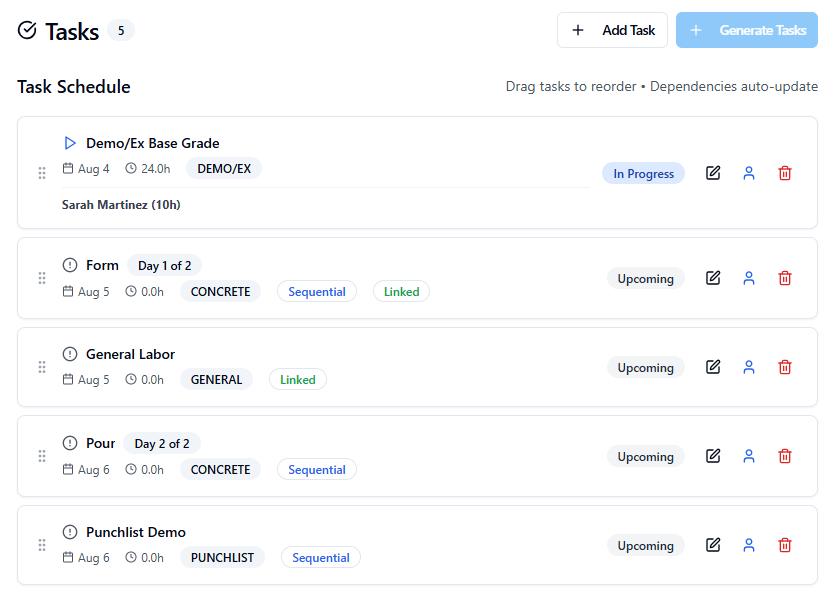 Tasks 5 Add Task Generate Tasks
Task Schedule Drag tasks to reorder • Dependencies auto-update
Demo/Ex Base Grade
Aug 4 24.0h DEMO/EX In Progress
Sarah Martinez (10h)
Form Day 1 of 2
Aug 5 0.0h CONCRETE Sequential Linked Upcoming
General Labor
Aug 5 0.0h GENERAL Linked Upcoming
Pour Day 2 of 2
Aug 6 0.0h CONCRETE Sequential Upcoming
Punchlist Demo
Aug 6 0.0h PUNCHLIST Sequential Upcoming